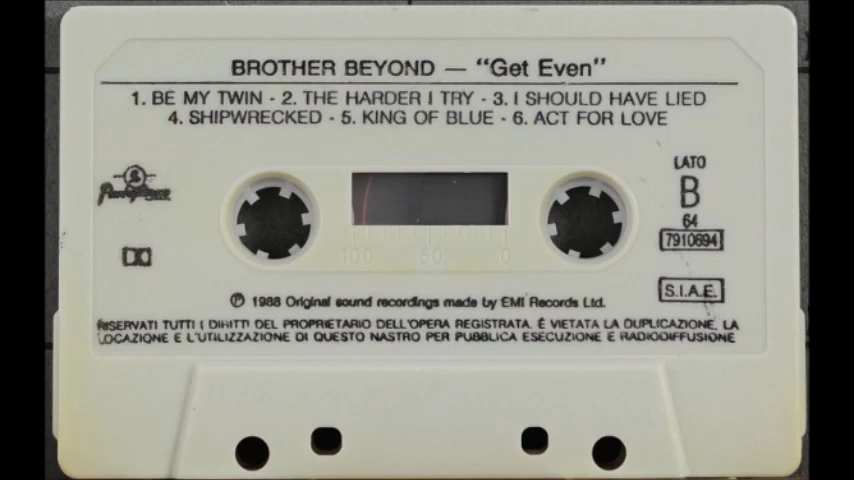 BROTHER BEYOND — "Get Even"
1. BE MY TWIN - 2. THE HARDER I TRY - 3. I SHOULD HAVE LIED
4. SHIPWRECKED - 5. KING OF BLUE - 6. ACT FOR LOVE
Parlophone
LATO
B
64
7910694
100 50 0
S.I.A.E.
℗ 1988 Original sound recordings made by EMI Records Ltd.
RISERVATI TUTTI I DIRITTI DEL PROPRIETARIO DELL'OPERA REGISTRATA. È VIETATA LA DUPLICAZIONE, LA
LOCAZIONE E L'UTILIZZAZIONE DI QUESTO NASTRO PER PUBBLICA ESECUZIONE E RADIODIFFUSIONE